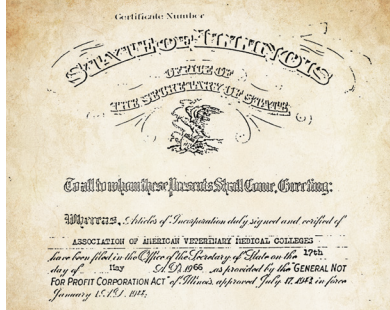 Certificate Number
STATE OF ILLINOIS
OFFICE OF
THE SECRETARY OF STATE
To all to whom these Presents Shall Come, Greeting:
Whereas, Articles of Incorporation duly signed and verified of
ASSOCIATION OF AMERICAN VETERINARY MEDICAL COLLEGES
have been filed in the Office of the Secretary of State on the 17th
day of May A.D. 1966 as provided by the "GENERAL NOT
FOR PROFIT CORPORATION ACT" of Illinois, approved July 17, 1943 in force
January 1, A.D. 1944;